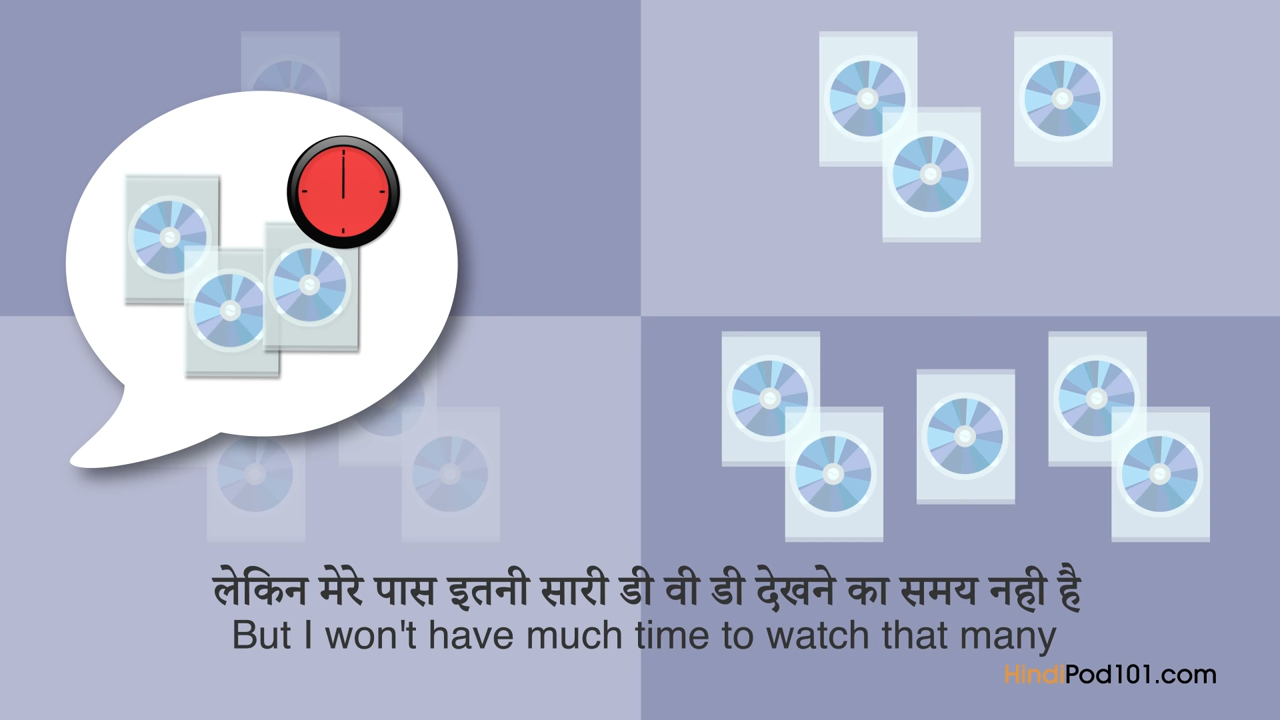 लेकिन मेरे पास इतनी सारी डी वी डी देखने का समय नही है
But I won't have much time to watch that many
HindiPod101.com